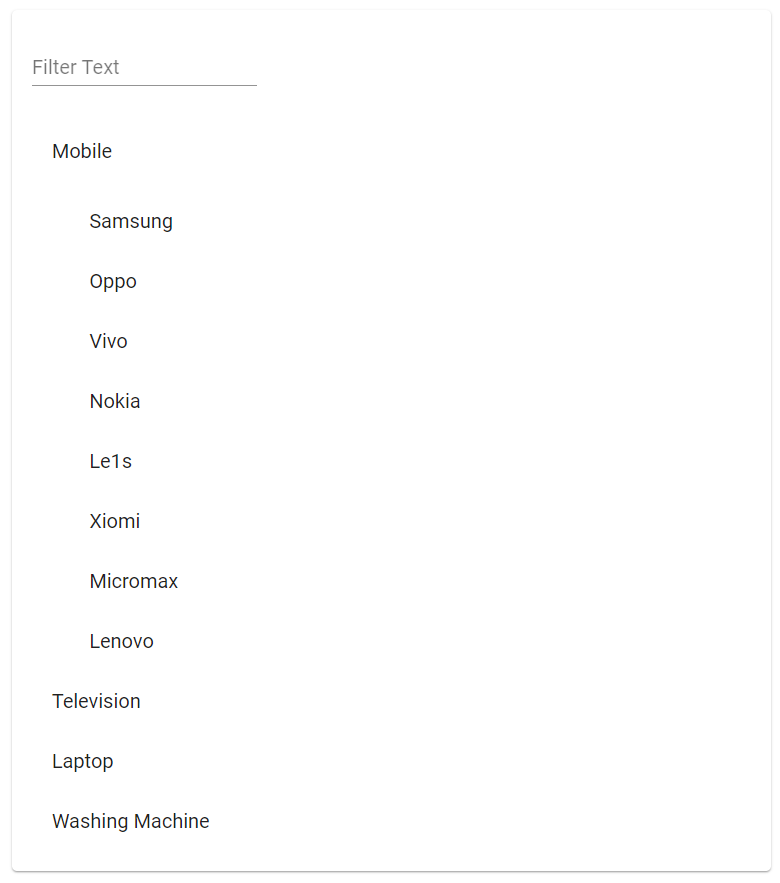 Filter Text
Mobile
Samsung
Oppo
Vivo
Nokia
Le1s
Xiomi
Micromax
Lenovo
Television
Laptop
Washing Machine